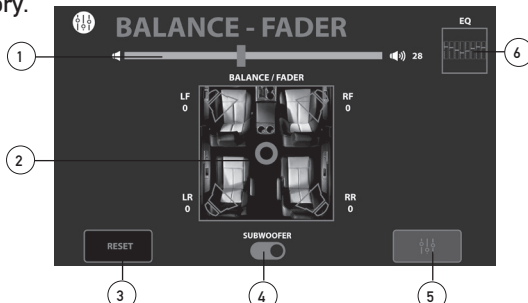 ory.
BALANCE - FADER
EQ
1
28
6
BALANCE / FADER
LF
0
RF
0
2
LR
0
RR
0
RESET
SUBWOOFER
3
4
5